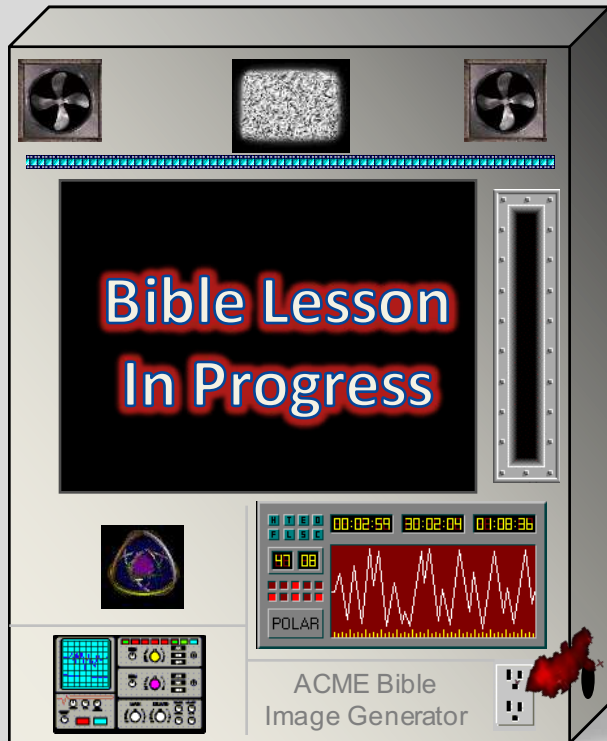 Bible Lesson
In Progress
H T E O
F L S C
00:02:59 30:02:04 01:08:36
47 08
POLAR
ACME Bible
Image Generator